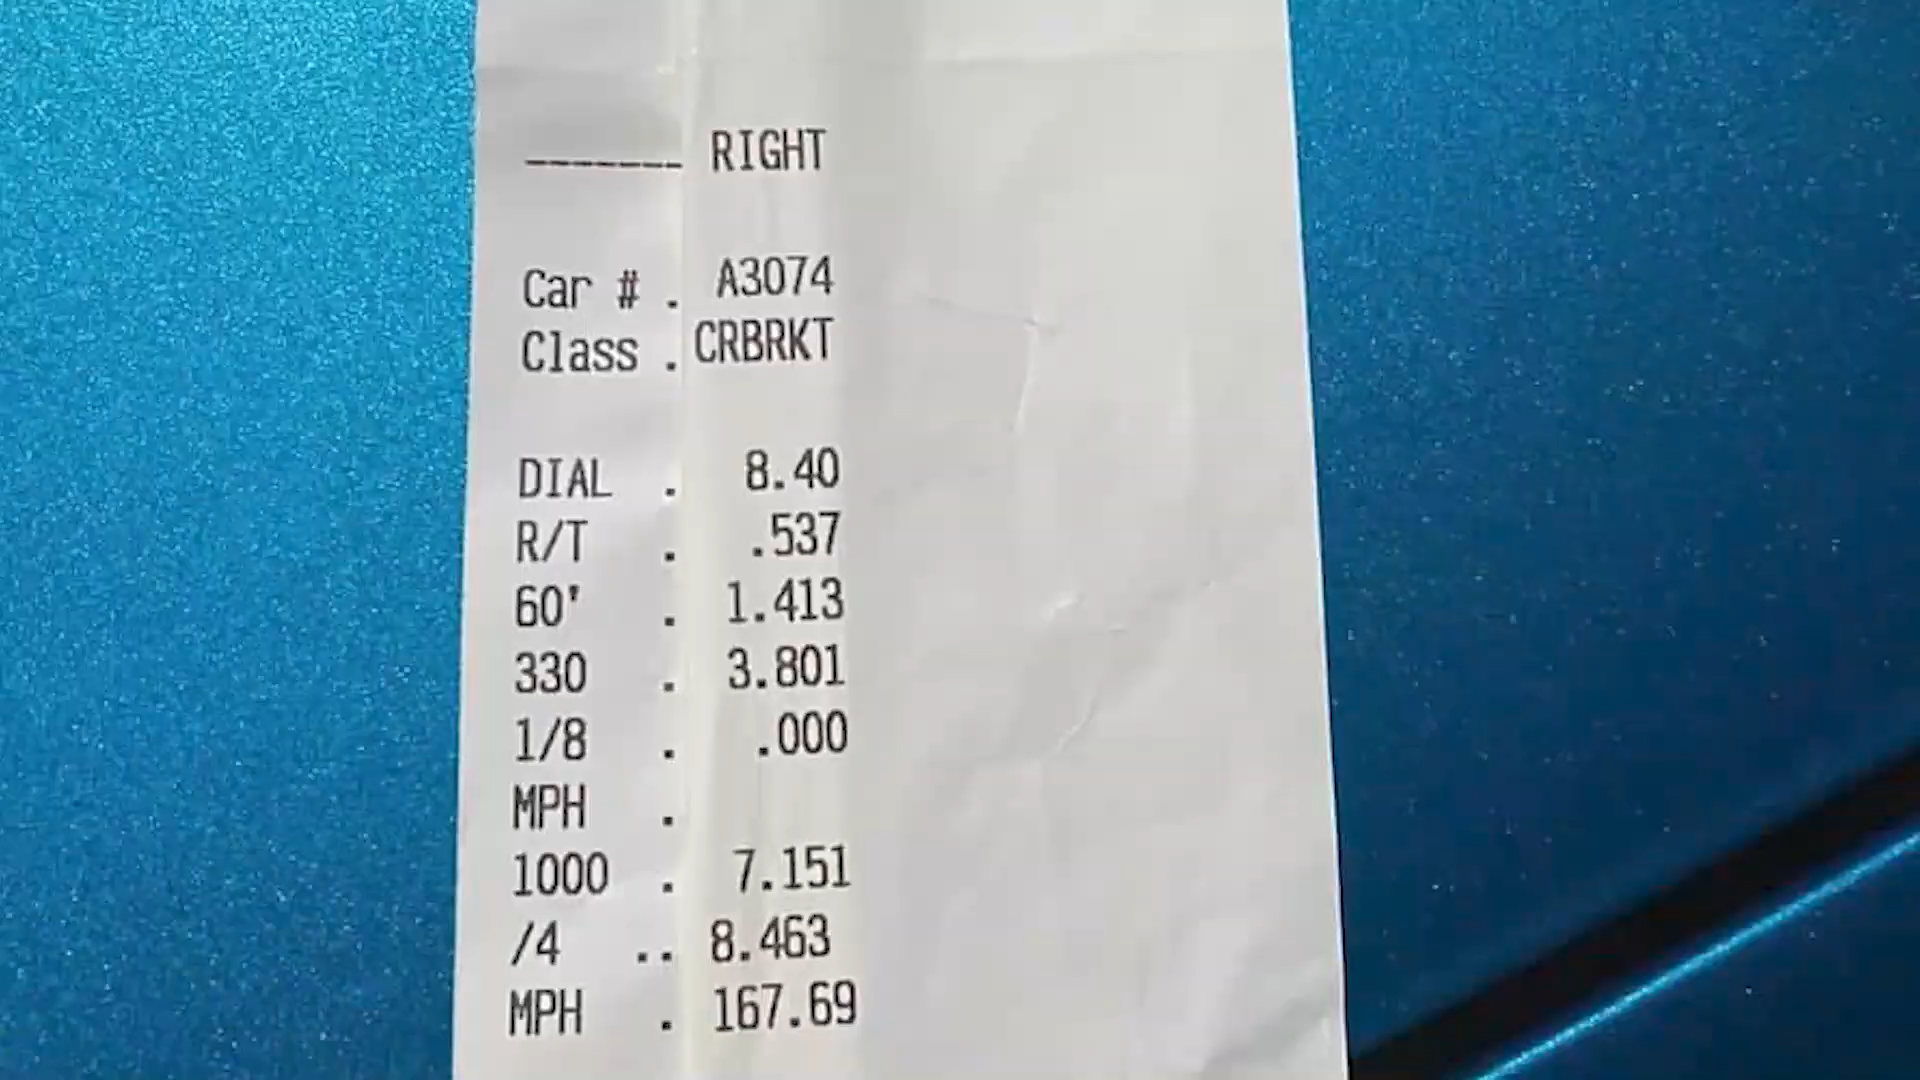 _______ RIGHT
Car # . A3074
Class . CRBRKT
DIAL . 8.40
R/T . .537
60' . 1.413
330 . 3.801
1/8 . .000
MPH .
1000 . 7.151
/4 .. 8.463
MPH . 167.69